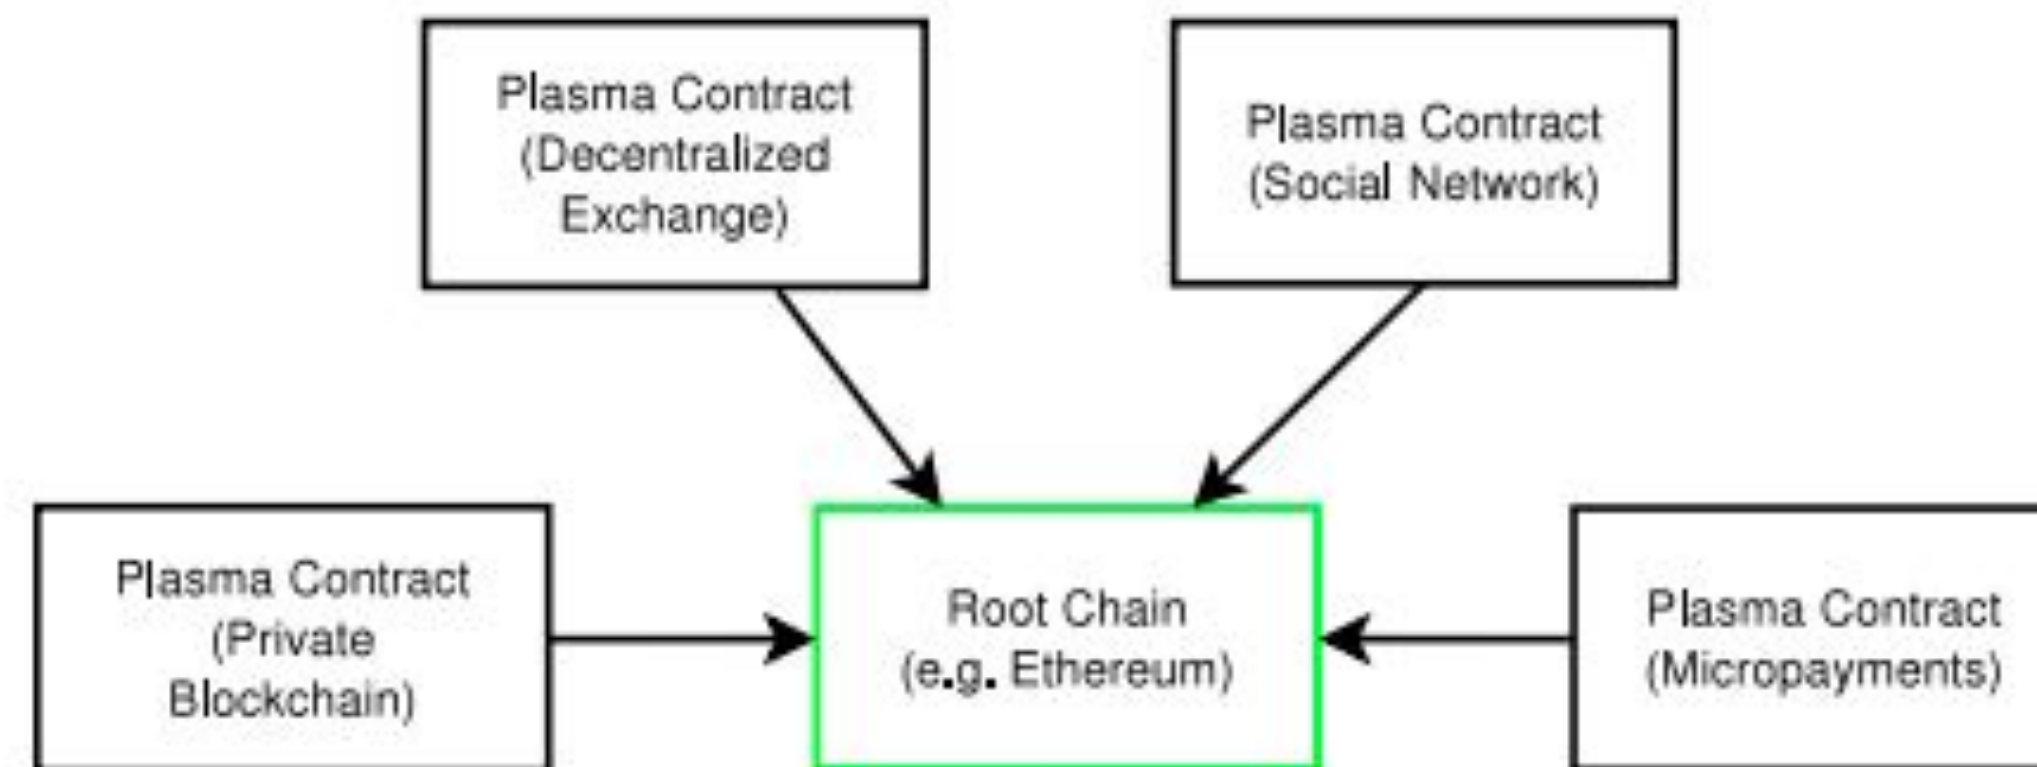 Plasma Contract
(Decentralized
Exchange)
Plasma Contract
(Social Network)
Plasma Contract
(Private
Blockchain)
Root Chain
(e.g. Ethereum)
Plasma Contract
(Micropayments)